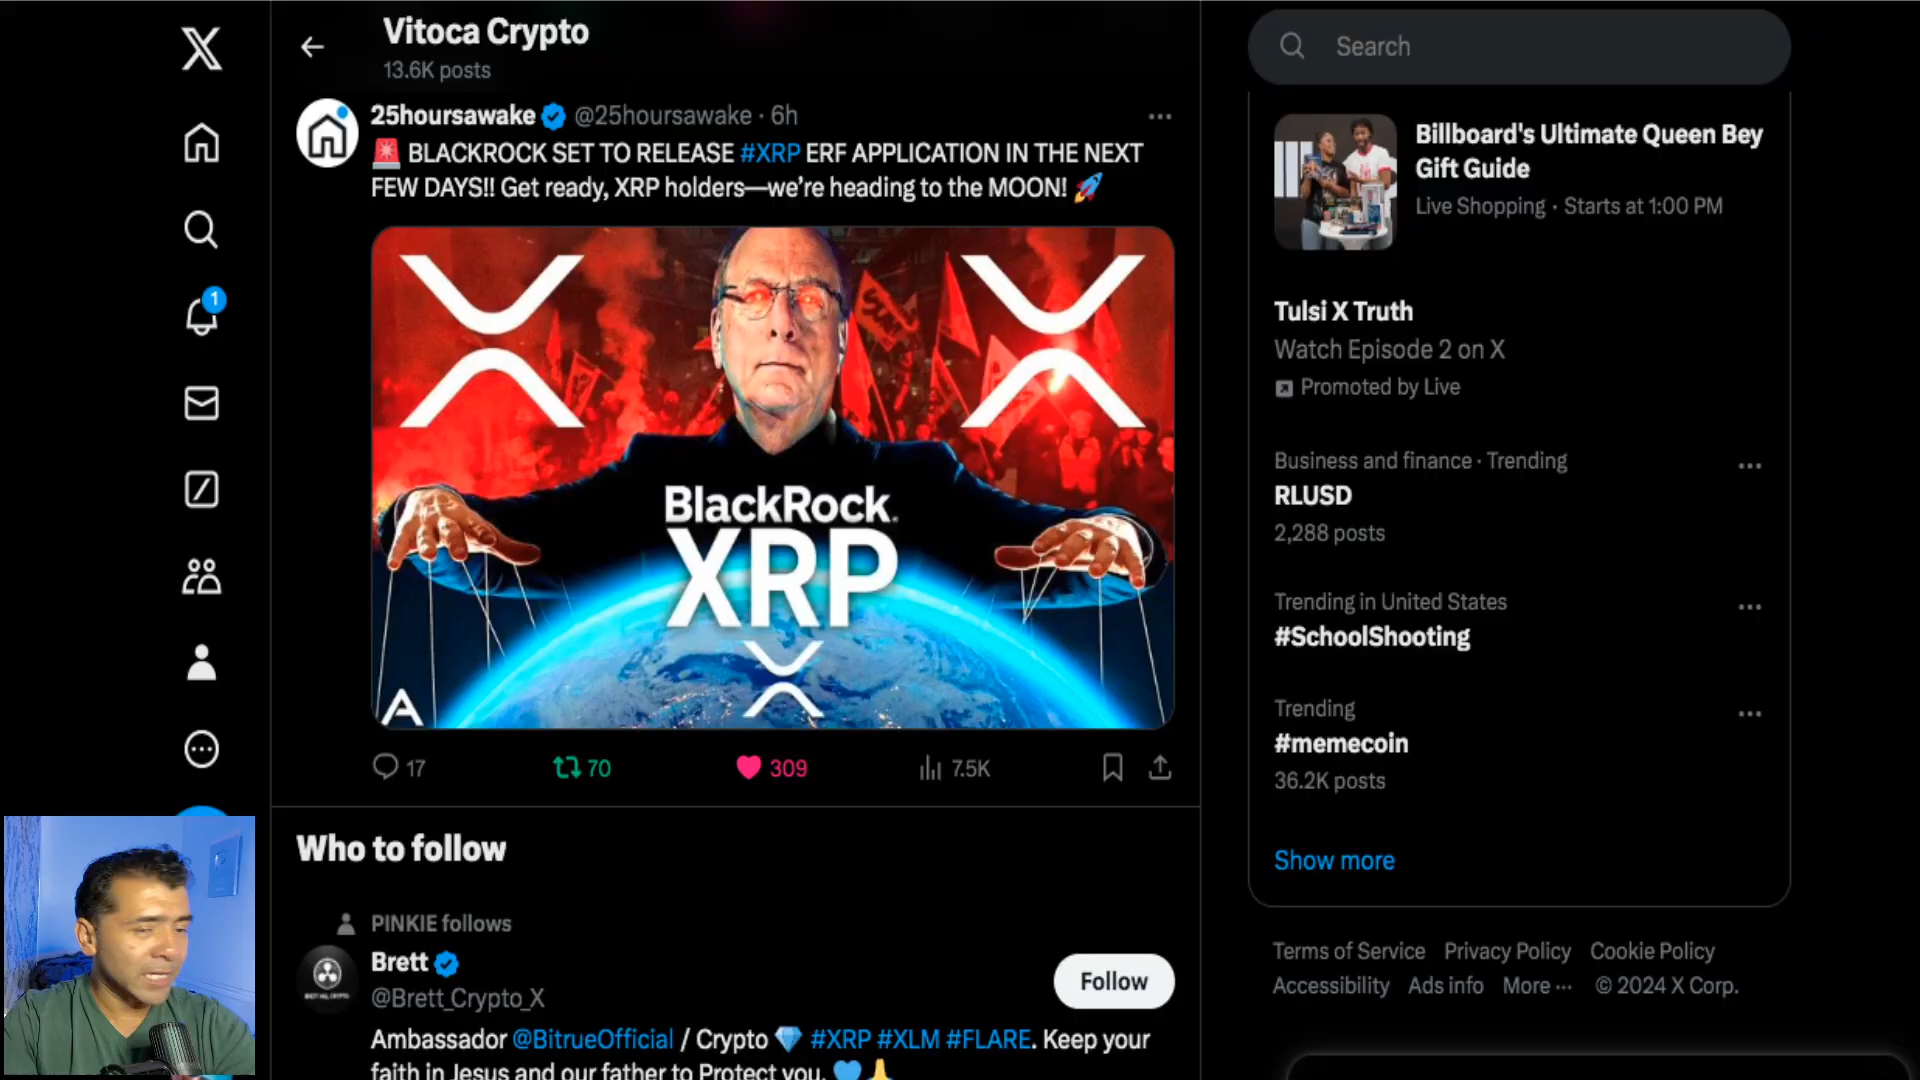 Vitoca Crypto
13.6K posts
25hoursawake @25hoursawake · 6h
🚨 BLACKROCK SET TO RELEASE #XRP ERF APPLICATION IN THE NEXT
FEW DAYS!! Get ready, XRP holders—we’re heading to the MOON! 🚀
BlackRock.
XRP
17 70 309 7.5K
Who to follow
PINKIE follows
Brett
@Brett_Crypto_X
Follow
Ambassador @BitrueOfficial / Crypto 💎 #XRP #XLM #FLARE. Keep your
faith in Jesus and our father to Protect you. 💙🙏
1
Search
Billboard's Ultimate Queen Bey
Gift Guide
Live Shopping · Starts at 1:00 PM
Tulsi X Truth
Watch Episode 2 on X
Promoted by Live
Business and finance · Trending
RLUSD
2,288 posts
Trending in United States
#SchoolShooting
Trending
#memecoin
36.2K posts
Show more
Terms of Service Privacy Policy Cookie Policy
Accessibility Ads info More ··· © 2024 X Corp.